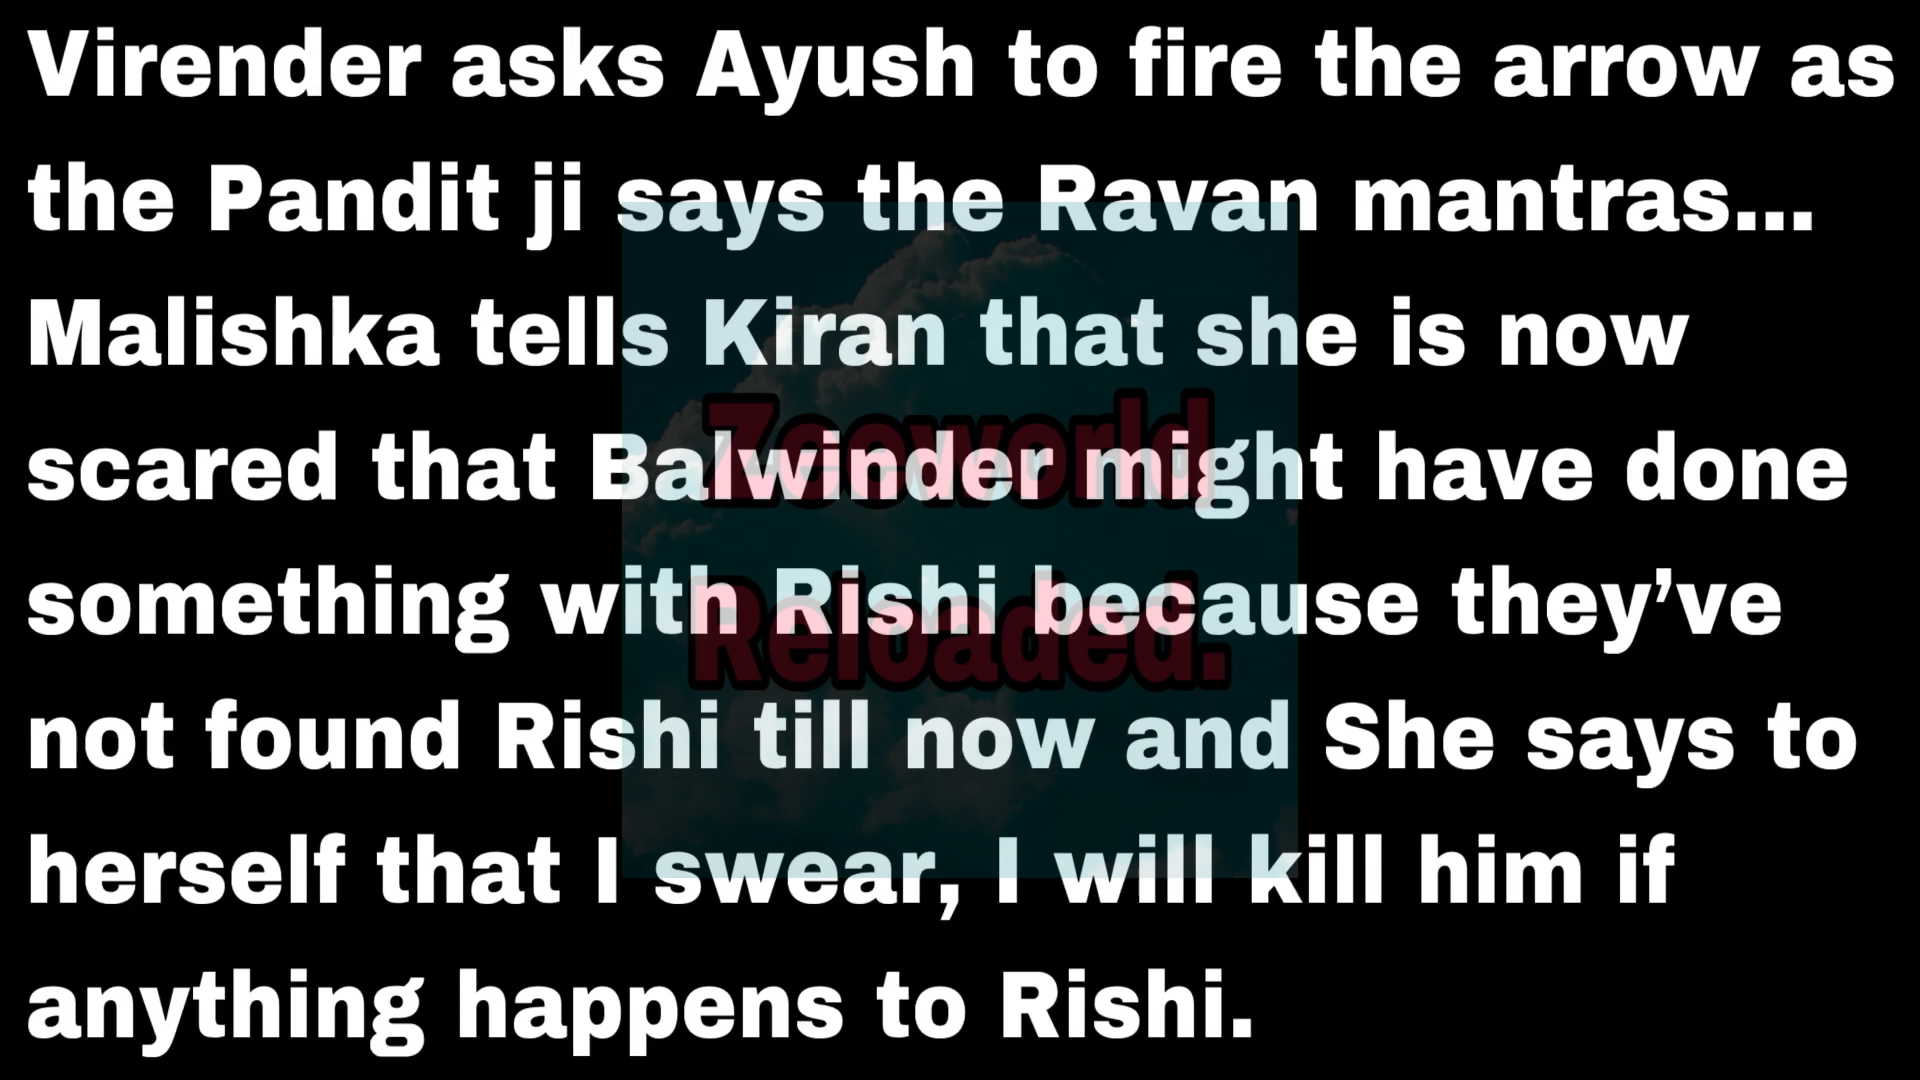 Virender asks Ayush to fire the arrow as
the Pandit ji says the Ravan mantras...
Malishka tells Kiran that she is now
scared that Balwinder might have done
something with Rishi because they’ve
not found Rishi till now and She says to
herself that I swear, I will kill him if
anything happens to Rishi.
Zeeworld
Reloaded.